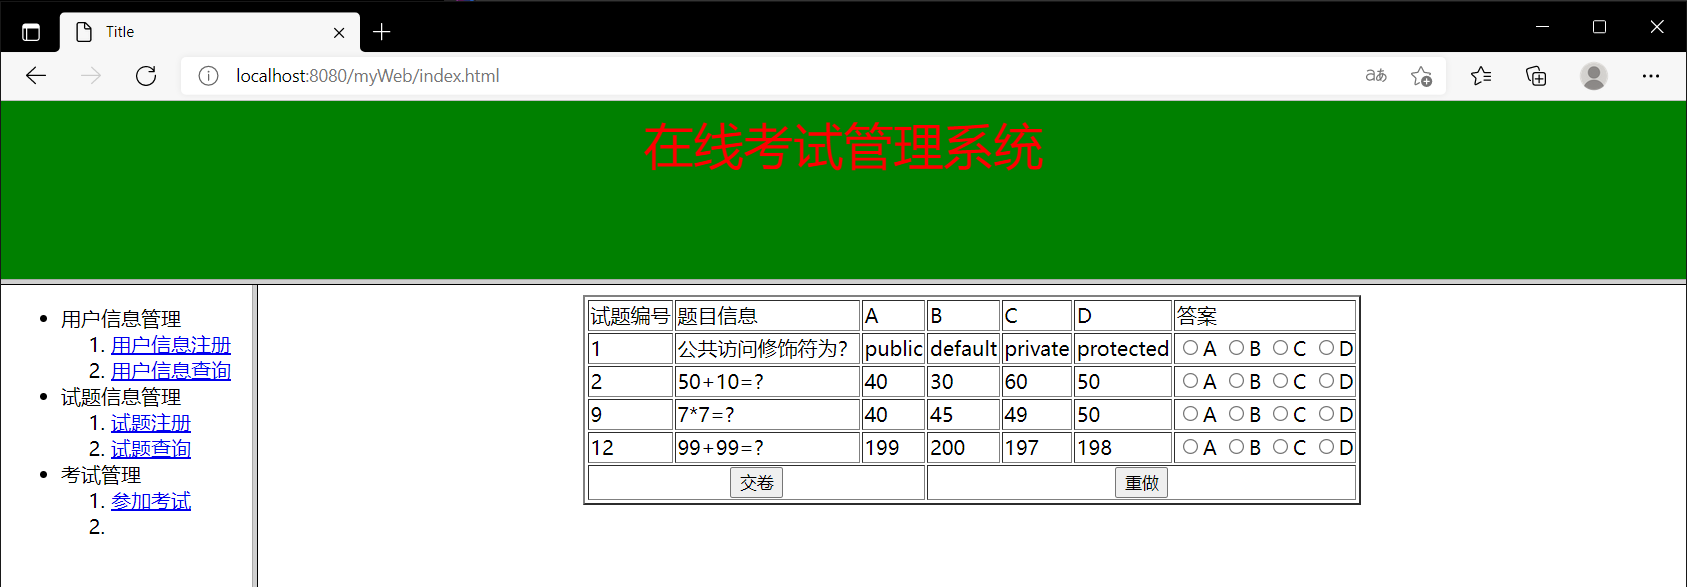 Title
localhost:8080/myWeb/index.html
aあ
在线考试管理系统
用户信息管理
1. 用户信息注册
2. 用户信息查询
试题信息管理
1. 试题注册
2. 试题查询
考试管理
1. 参加考试
2.
试题编号 题目信息 A B C D 答案
1 公共访问修饰符为? public default private protected A B C D
2 50+10=? 40 30 60 50 A B C D
9 7*7=? 40 45 49 50 A B C D
12 99+99=? 199 200 197 198 A B C D
交卷 重做